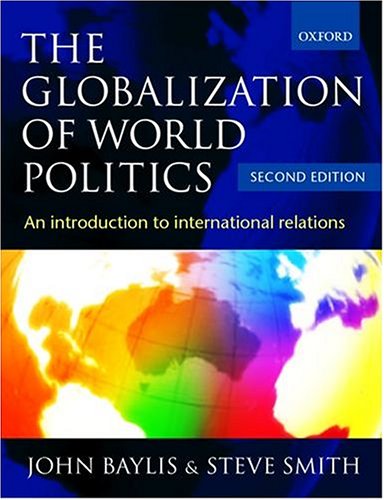 OXFORD
THE
GLOBALIZATION
OF WORLD
POLITICS
SECOND EDITION
An introduction to international relations
JOHN BAYLIS & STEVE SMITH